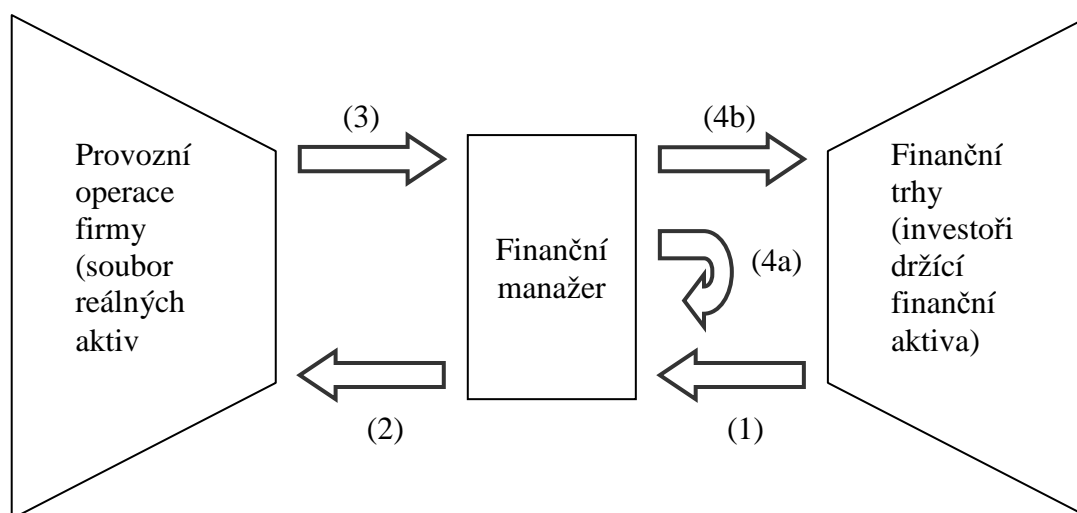 (3)
(4b)
Provozní
operace
firmy
(soubor
reálných
aktiv
Finanční
manažer
(4a)
Finanční
trhy
(investoři
držící
finanční
aktiva)
(2)
(1)